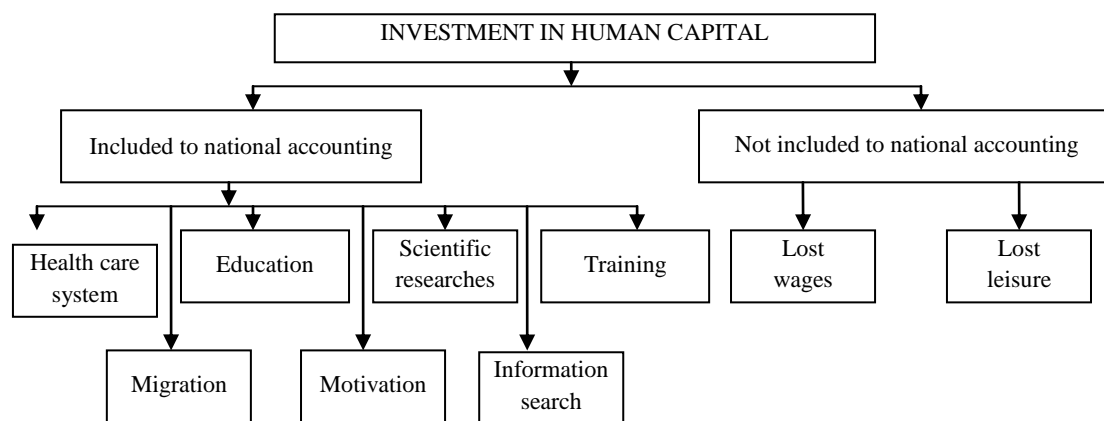 INVESTMENT IN HUMAN CAPITAL
Included to national accounting
Not included to national accounting
Health care
system
Education
Scientific
researches
Training
Lost
wages
Lost
leisure
Migration
Motivation
Information
search